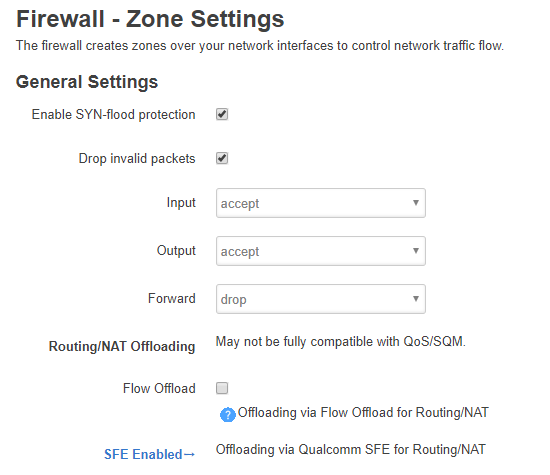 Firewall - Zone Settings
The firewall creates zones over your network interfaces to control network traffic flow.
General Settings
Enable SYN-flood protection
Drop invalid packets
Input accept
Output accept
Forward drop
Routing/NAT Offloading May not be fully compatible with QoS/SQM.
Flow Offload
? Offloading via Flow Offload for Routing/NAT
SFE Enabled→ Offloading via Qualcomm SFE for Routing/NAT